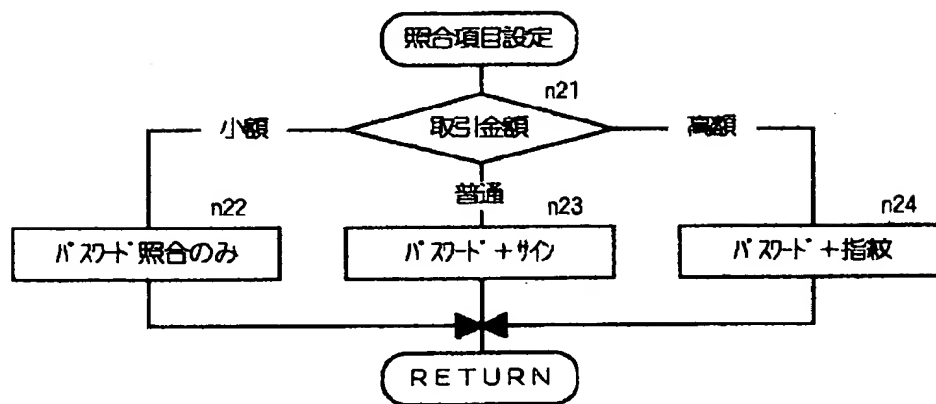 照合項目設定
n21
小額
取引金額
高額
普通
n22
n23
n24
パスワード照合のみ
パスワード+サイン
パスワード+指紋
RETURN